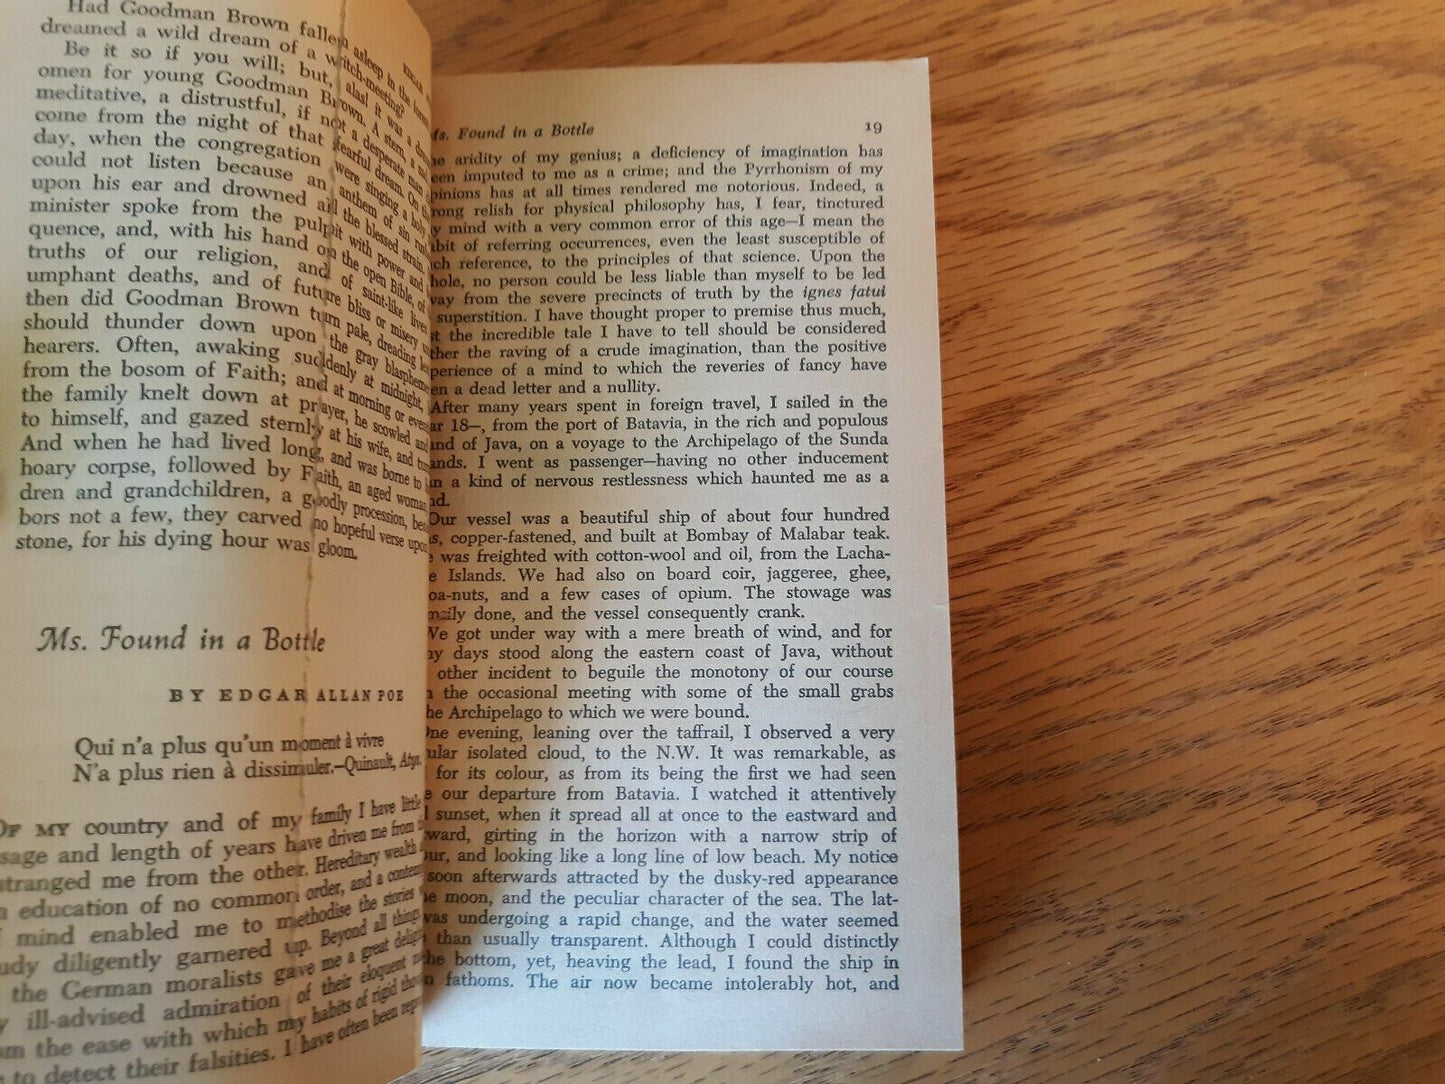 Had Goodman Brown fallen asleep in the forest
dreamed a wild dream of a witch-meeting?
Be it so if you will; but, alas! it was a dream
omen for young Goodman Brown. A stern, a sad
meditative, a distrustful, if not a desperate man
come from the night of that fearful dream. On the
day, when the congregation were singing a holy
could not listen because an anthem of sin
upon his ear and drowned all the blessed strain.
minister spoke from the pulpit with power and
quence, and, with his hand on the open Bible, of
truths of our religion, and of saint-like lives
umphant deaths, and of future bliss or misery
then did Goodman Brown turn pale, dreading
should thunder down upon the gray blasphemer
hearers. Often, awaking suddenly at midnight,
from the bosom of Faith; and at morning or
the family knelt down at prayer, he scowled and
to himself, and gazed sternly at his wife, and
And when he had lived long, and was borne to
hoary corpse, followed by Faith, an aged woman,
dren and grandchildren, a goodly procession,
bors not a few, they carved no hopeful verse upon
stone, for his dying hour was gloom.
Ms. Found in a Bottle
BY EDGAR ALLAN POE
Qui n'a plus qu'un moment à vivre
N'a plus rien à dissimuler.—Quinault, Atys.
OF MY country and of my family I have little
sage and length of years have driven me from
stranged me from the other. Hereditary wealth
education of no common order, and a
mind enabled me to methodise the stories
diligently garnered up. Beyond all things
the German moralists gave me a great
ill-advised admiration of their eloquent
the ease with which my habits of rigid
to detect their falsities. I have often been
Ms. Found in a Bottle 19
aridity of my genius; a deficiency of imagination has
imputed to me as a crime; and the Pyrrhonism of my
has at all times rendered me notorious. Indeed, a
relish for physical philosophy has, I fear, tinctured
mind with a very common error of this age—I mean the
of referring occurrences, even the least susceptible of
reference, to the principles of that science. Upon the
no person could be less liable than myself to be led
from the severe precincts of truth by the ignes fatui
superstition. I have thought proper to premise thus much,
the incredible tale I have to tell should be considered
the raving of a crude imagination, than the positive
of a mind to which the reveries of fancy have
a dead letter and a nullity.
After many years spent in foreign travel, I sailed in the
18—, from the port of Batavia, in the rich and populous
of Java, on a voyage to the Archipelago of the Sunda
I went as passenger—having no other inducement
a kind of nervous restlessness which haunted me as a
Our vessel was a beautiful ship of about four hundred
copper-fastened, and built at Bombay of Malabar teak.
was freighted with cotton-wool and oil, from the Lacha-
Islands. We had also on board coir, jaggeree, ghee,
and a few cases of opium. The stowage was
done, and the vessel consequently crank.
We got under way with a mere breath of wind, and for
days stood along the eastern coast of Java, without
other incident to beguile the monotony of our course
the occasional meeting with some of the small grabs
the Archipelago to which we were bound.
One evening, leaning over the taffrail, I observed a very
isolated cloud, to the N.W. It was remarkable, as
for its colour, as from its being the first we had seen
our departure from Batavia. I watched it attentively
sunset, when it spread all at once to the eastward and
girting in the horizon with a narrow strip of
and looking like a long line of low beach. My notice
soon afterwards attracted by the dusky-red appearance
moon, and the peculiar character of the sea. The lat-
was undergoing a rapid change, and the water seemed
than usually transparent. Although I could distinctly
the bottom, yet, heaving the lead, I found the ship in
fathoms. The air now became intolerably hot, and